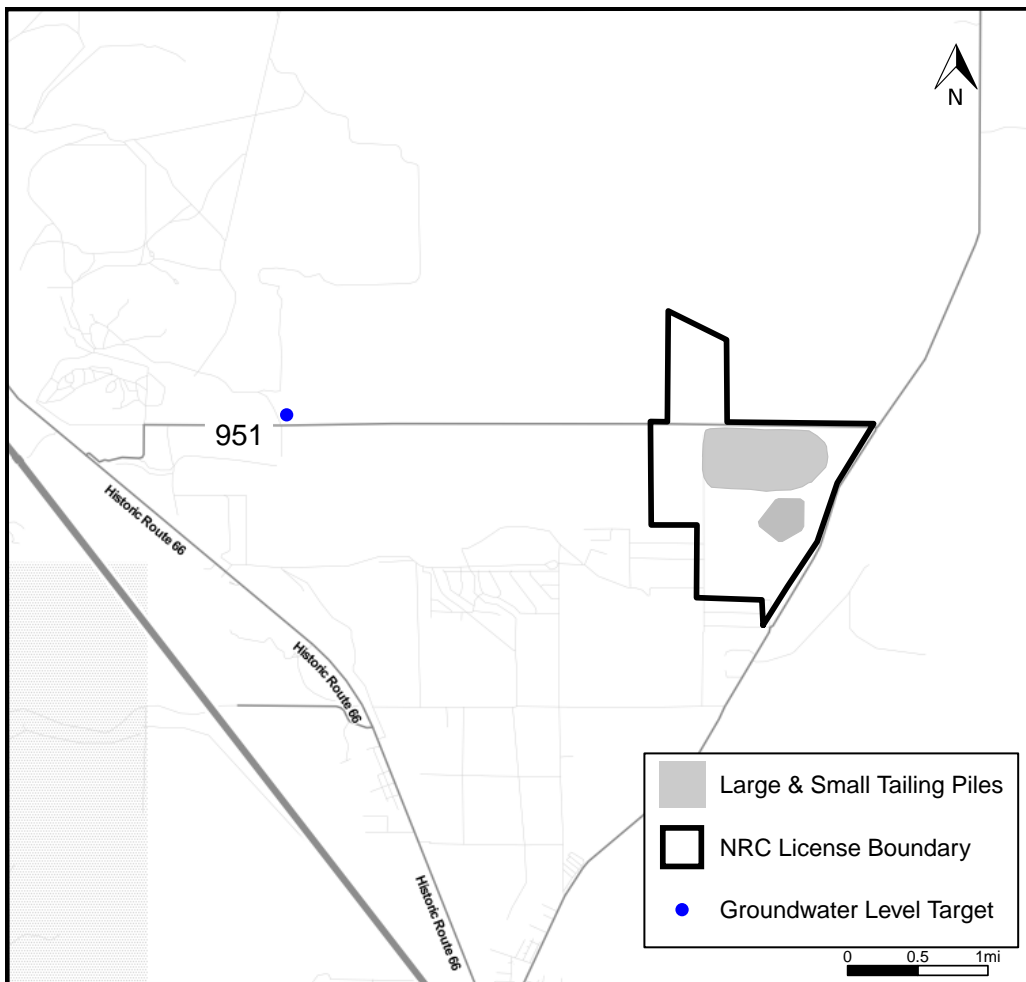 N
951
Historic Route 66
Historic Route 66
Historic Route 66
Large & Small Tailing Piles
NRC License Boundary
Groundwater Level Target
0 0.5 1mi